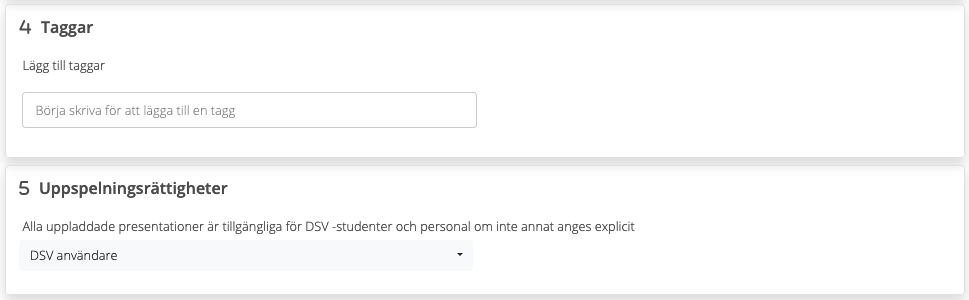 4 Taggar
Lägg till taggar
Börja skriva för att lägga till en tagg
5 Uppspelningsrättigheter
Alla uppladdade presentationer är tillgängliga för DSV -studenter och personal om inte annat anges explicit
DSV användare